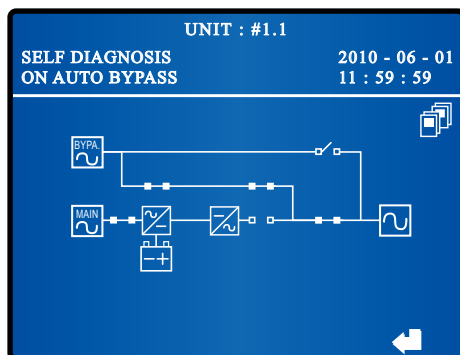 UNIT : #1.1
SELF DIAGNOSIS 2010 - 06 - 01
ON AUTO BYPASS 11 : 59 : 59
BYPA.
MAIN